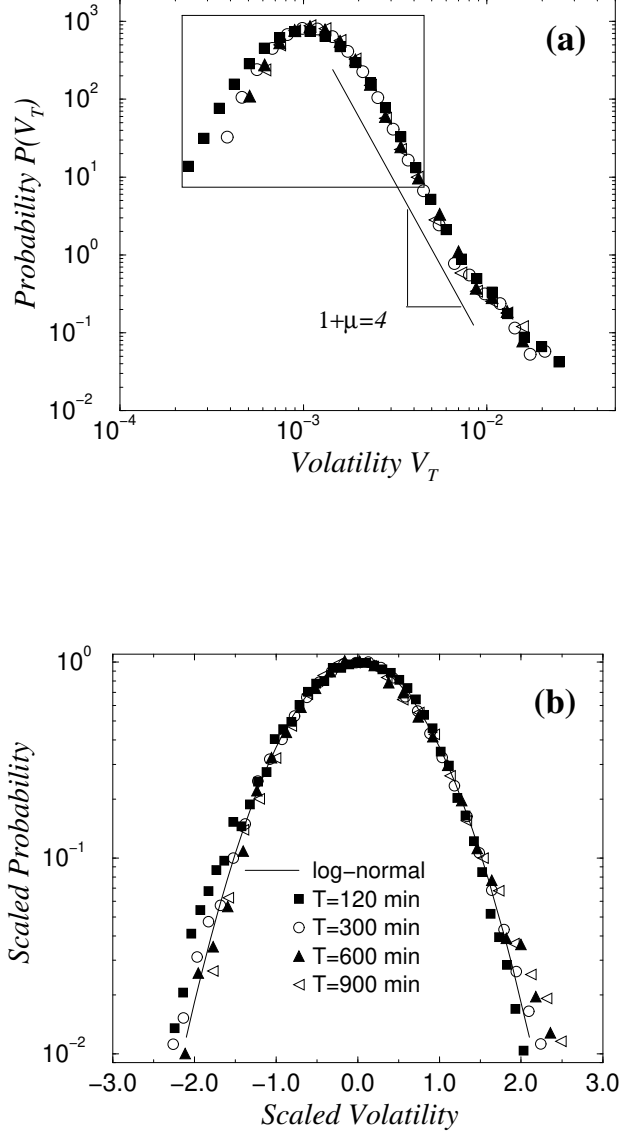 10³
10²
10¹
10⁰
10⁻¹
10⁻²
Probability P(V_T)
(a)
1+μ=4
10⁻⁴
10⁻³
10⁻²
Volatility V_T
10⁰
10⁻¹
10⁻²
Scaled Probability
(b)
log−normal
T=120 min
T=300 min
T=600 min
T=900 min
−3.0
−2.0
−1.0
0.0
1.0
2.0
3.0
Scaled Volatility